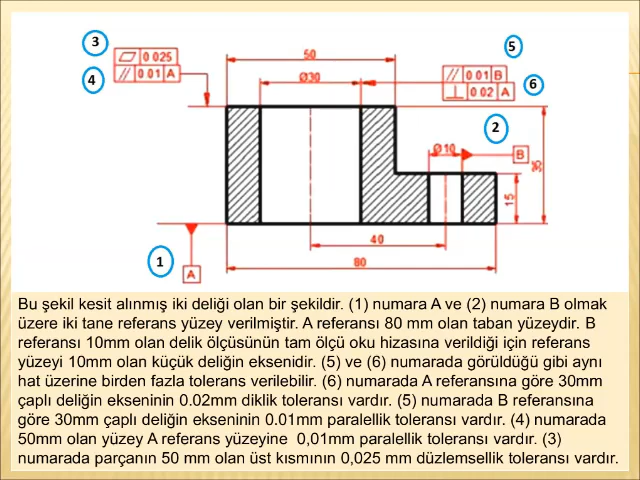 3
0.025
4
0.01 A
50
Ø30
5
0.01 B
0.02 A
6
2
Ø10
B
35
15
40
1
A
80
Bu şekil kesit alınmış iki deliği olan bir şekildir. (1) numara A ve (2) numara B olmak
üzere iki tane referans yüzey verilmiştir. A referansı 80 mm olan taban yüzeydir. B
referansı 10mm olan delik ölçüsünün tam ölçü oku hizasına verildiği için referans
yüzeyi 10mm olan küçük deliğin eksenidir. (5) ve (6) numarada görüldüğü gibi aynı
hat üzerine birden fazla tolerans verilebilir. (6) numarada A referansına göre 30mm
çaplı deliğin ekseninin 0.02mm diklik toleransı vardır. (5) numarada B referansına
göre 30mm çaplı deliğin ekseninin 0.01mm paralellik toleransı vardır. (4) numarada
50mm olan yüzey A referans yüzeyine 0,01mm paralellik toleransı vardır. (3)
numarada parçanın 50 mm olan üst kısmının 0,025 mm düzlemsellik toleransı vardır.